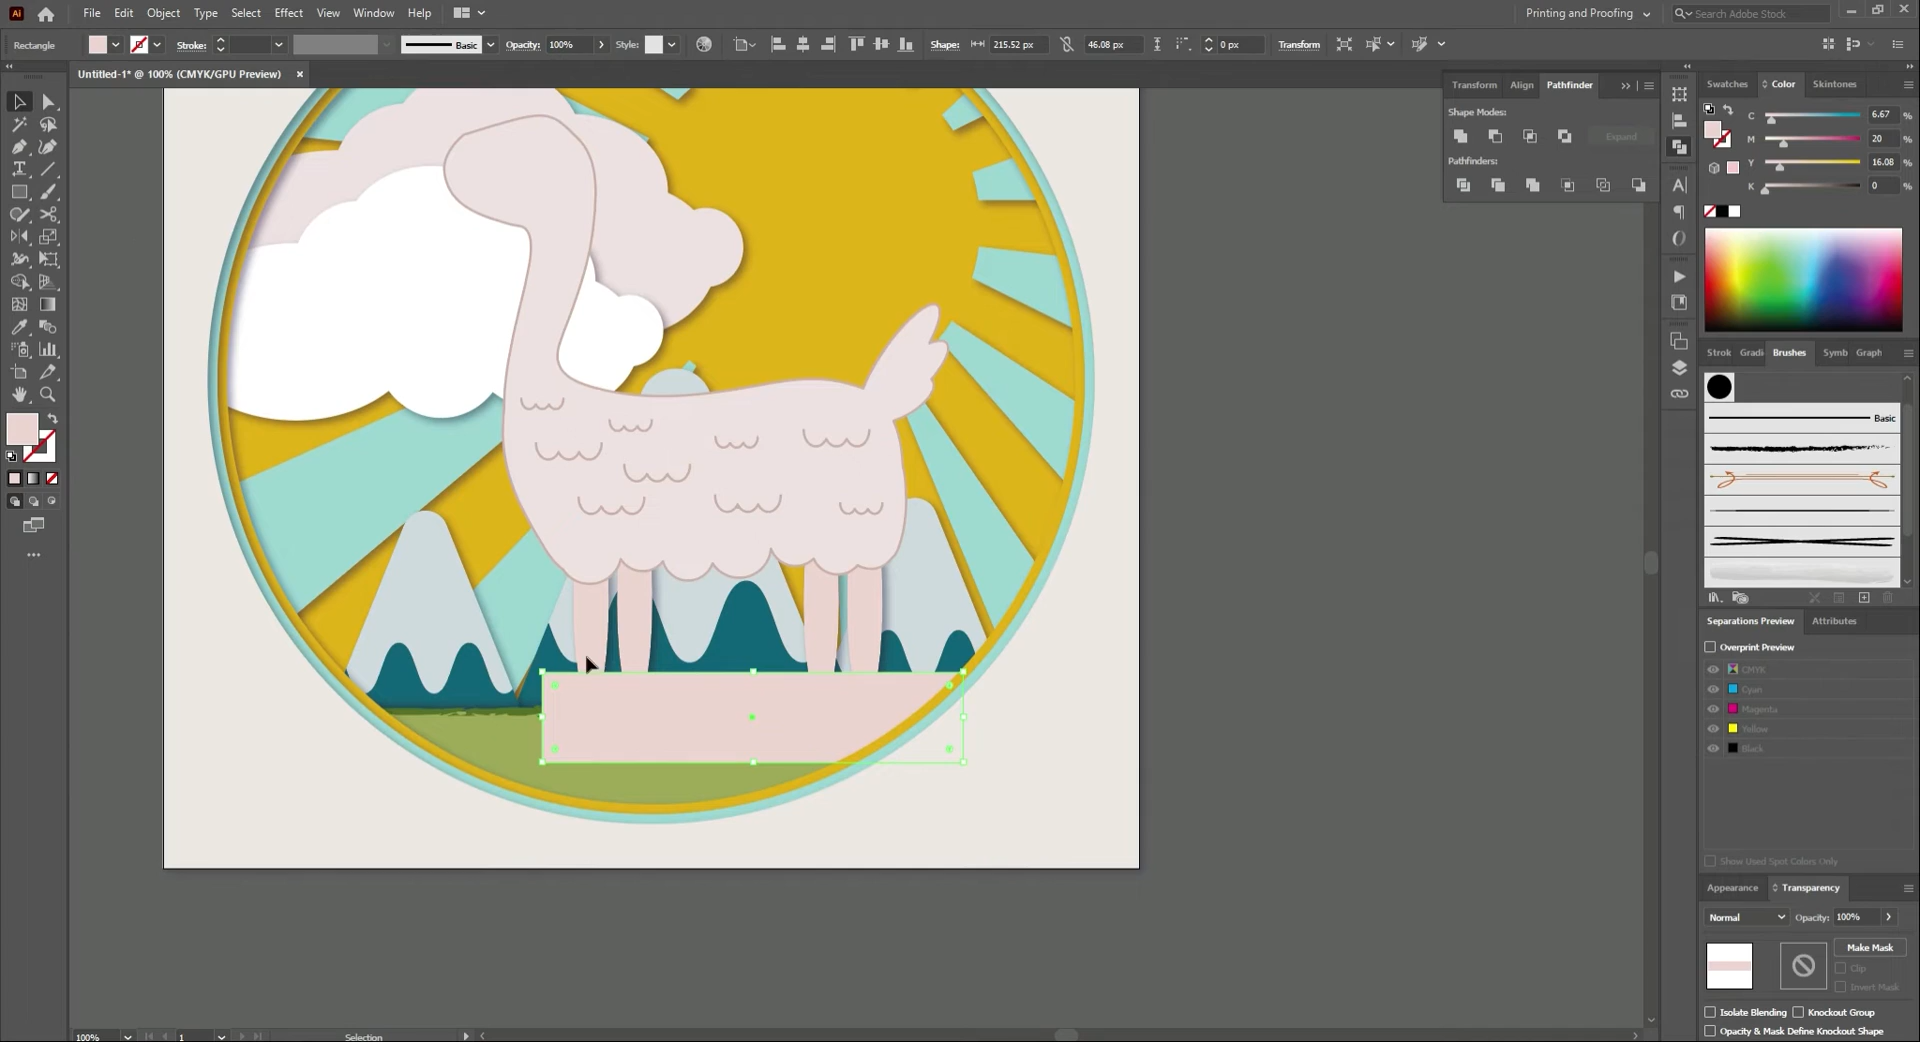 Ai File Edit Object Type Select Effect View Window Help Printing and Proofing Search Adobe Stock
Rectangle Stroke: Basic Opacity: 100% Style: Shape: 215.52 px 46.08 px 0 px Transform
Untitled-1* @ 100% (CMYK/GPU Preview) ×
Transform Align Pathfinder
Shape Modes:
Expand
Pathfinders:
Swatches Color Skintones
C 6.67 %
M 20 %
Y 16.08 %
K 0 %
Strok Gradi Brushes Symb Graph
Basic
Separations Preview Attributes
Overprint Preview
CMYK
Cyan
Magenta
Yellow
Black
Show Used Spot Colors Only
Appearance Transparency
Normal Opacity: 100%
Make Mask
Clip
Invert Mask
Isolate Blending Knockout Group
Opacity & Mask Define Knockout Shape
100% 1 Selection